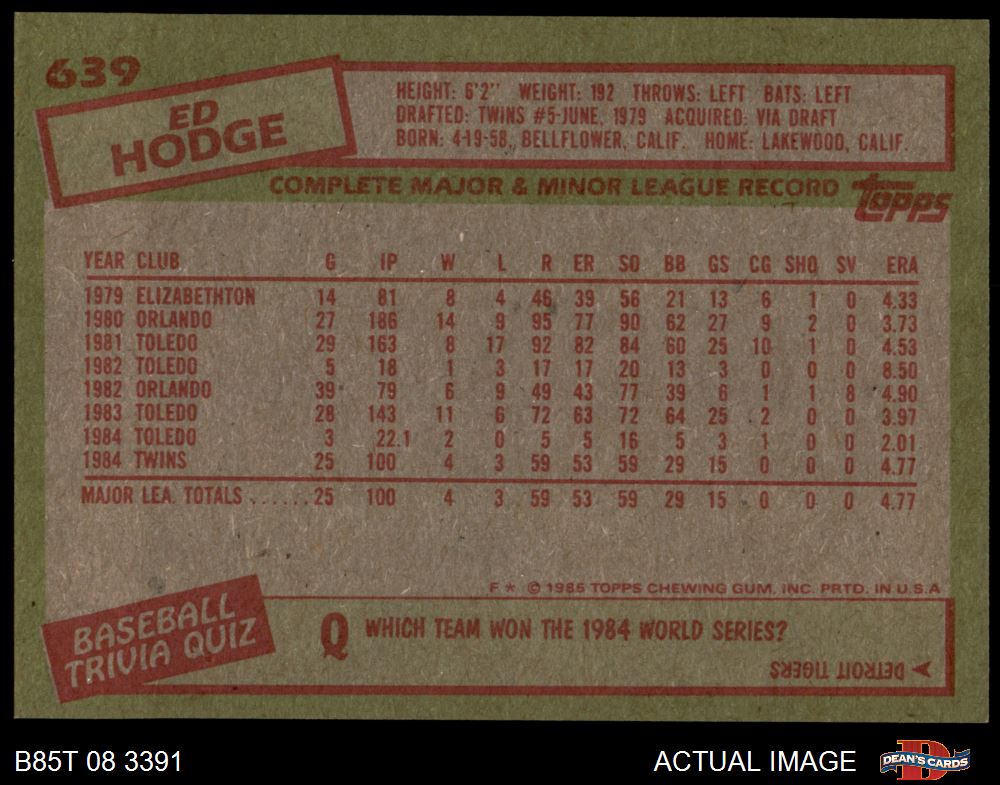 639
ED
HODGE
HEIGHT: 6'2" WEIGHT: 192 THROWS: LEFT BATS: LEFT
DRAFTED: TWINS #5-JUNE, 1979 ACQUIRED: VIA DRAFT
BORN: 4-19-58, BELLFLOWER, CALIF. HOME: LAKEWOOD, CALIF.
COMPLETE MAJOR & MINOR LEAGUE RECORD
topps
YEAR CLUB G IP W L R ER SO BB GS CG SHO SV ERA
1979 ELIZABETHTON 14 81 8 4 46 39 56 21 13 6 1 0 4.33
1980 ORLANDO 27 186 14 9 95 77 90 62 27 9 2 0 3.73
1981 TOLEDO 29 163 8 17 92 82 84 60 25 10 1 0 4.53
1982 TOLEDO 5 18 1 3 17 17 20 13 3 0 0 0 8.50
1982 ORLANDO 39 79 6 9 49 43 77 39 6 1 1 8 4.90
1983 TOLEDO 28 143 11 6 72 63 72 64 25 2 0 0 3.97
1984 TOLEDO 3 22.1 2 0 5 5 16 5 3 1 0 0 2.01
1984 TWINS 25 100 4 3 59 53 59 29 15 0 0 0 4.77
MAJOR LEA. TOTALS ......25 100 4 3 59 53 59 29 15 0 0 0 4.77
F * © 1985 TOPPS CHEWING GUM, INC. PRTD. IN U.S.A
BASEBALL
TRIVIA QUIZ
Q WHICH TEAM WON THE 1984 WORLD SERIES?
DETROIT TIGERS
B85T 08 3391
ACTUAL IMAGE
D
DEAN'S CARDS